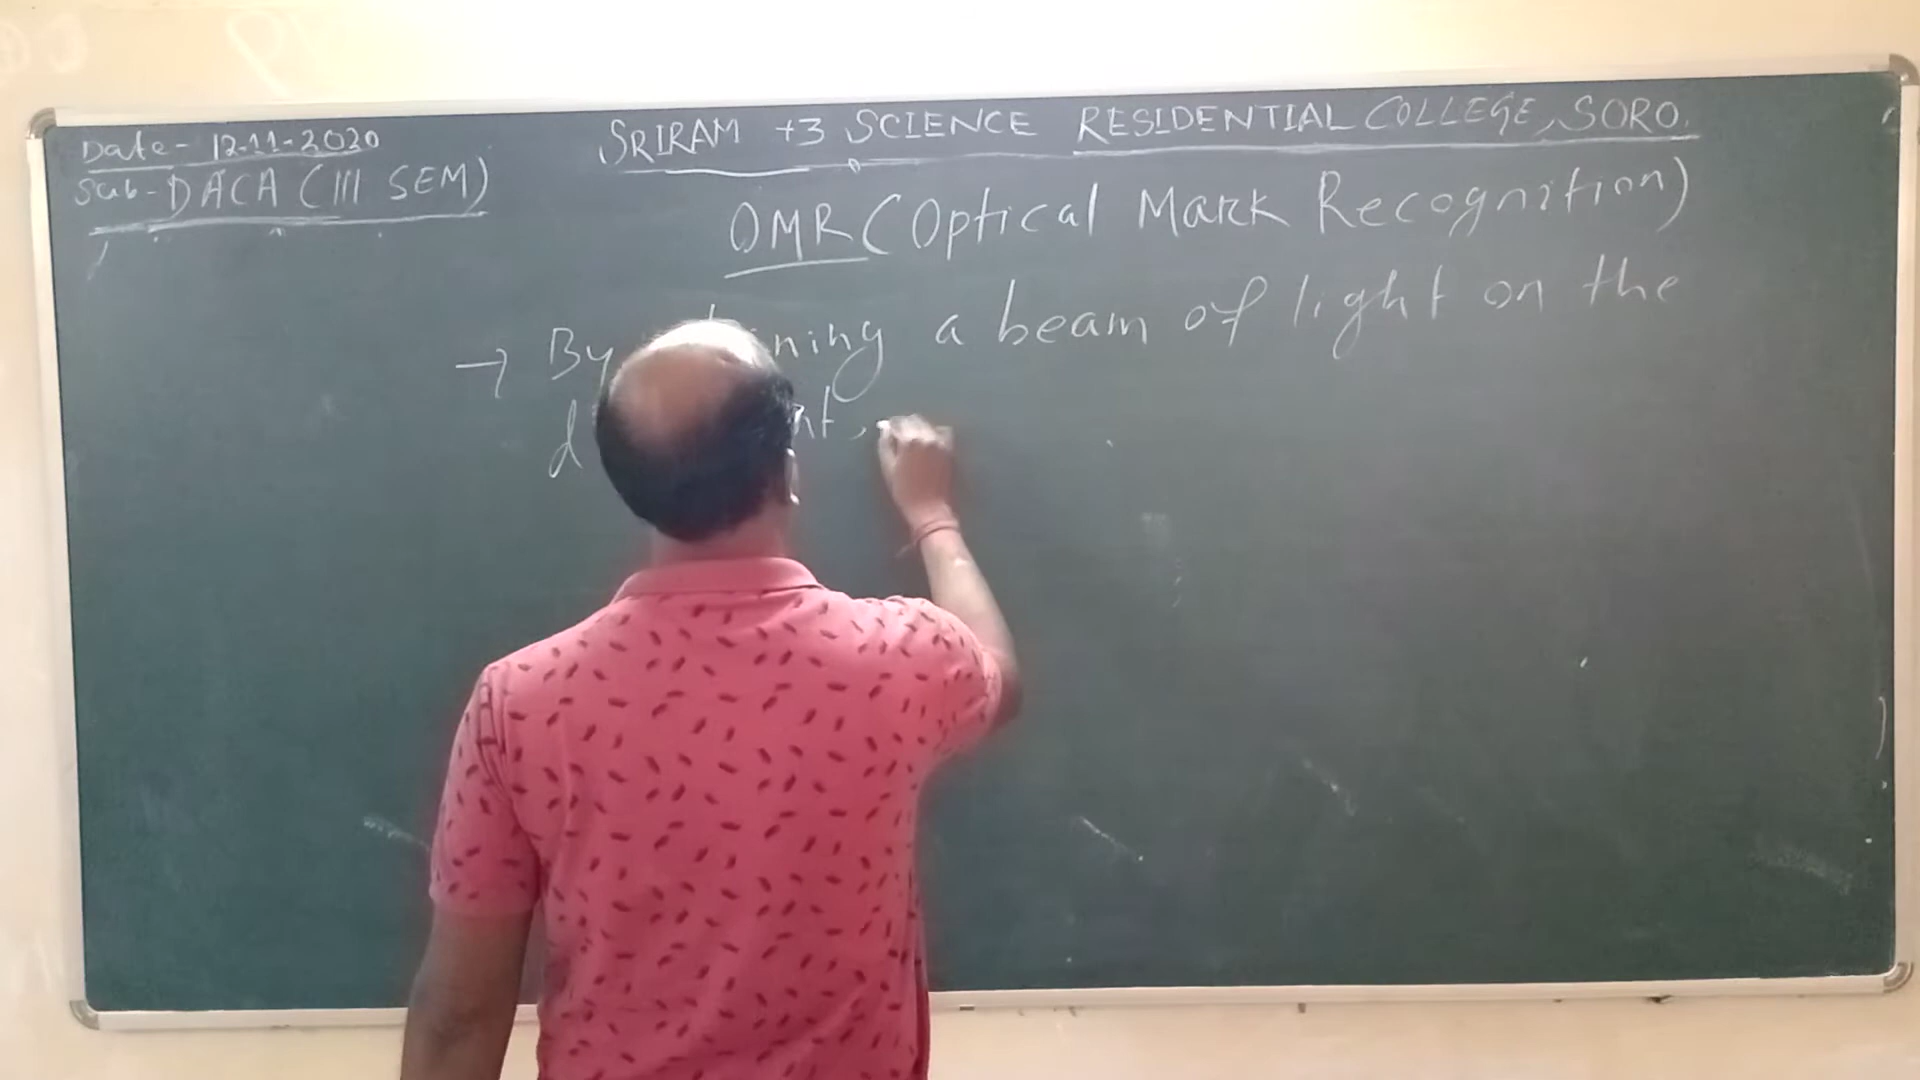 Date- 12-11-2020
SRIRAM +3 SCIENCE RESIDENTIAL COLLEGE, SORO.
Sub- DACA (III SEM)
OMR (Optical Mark Recognition)
→ By a beam of light on the